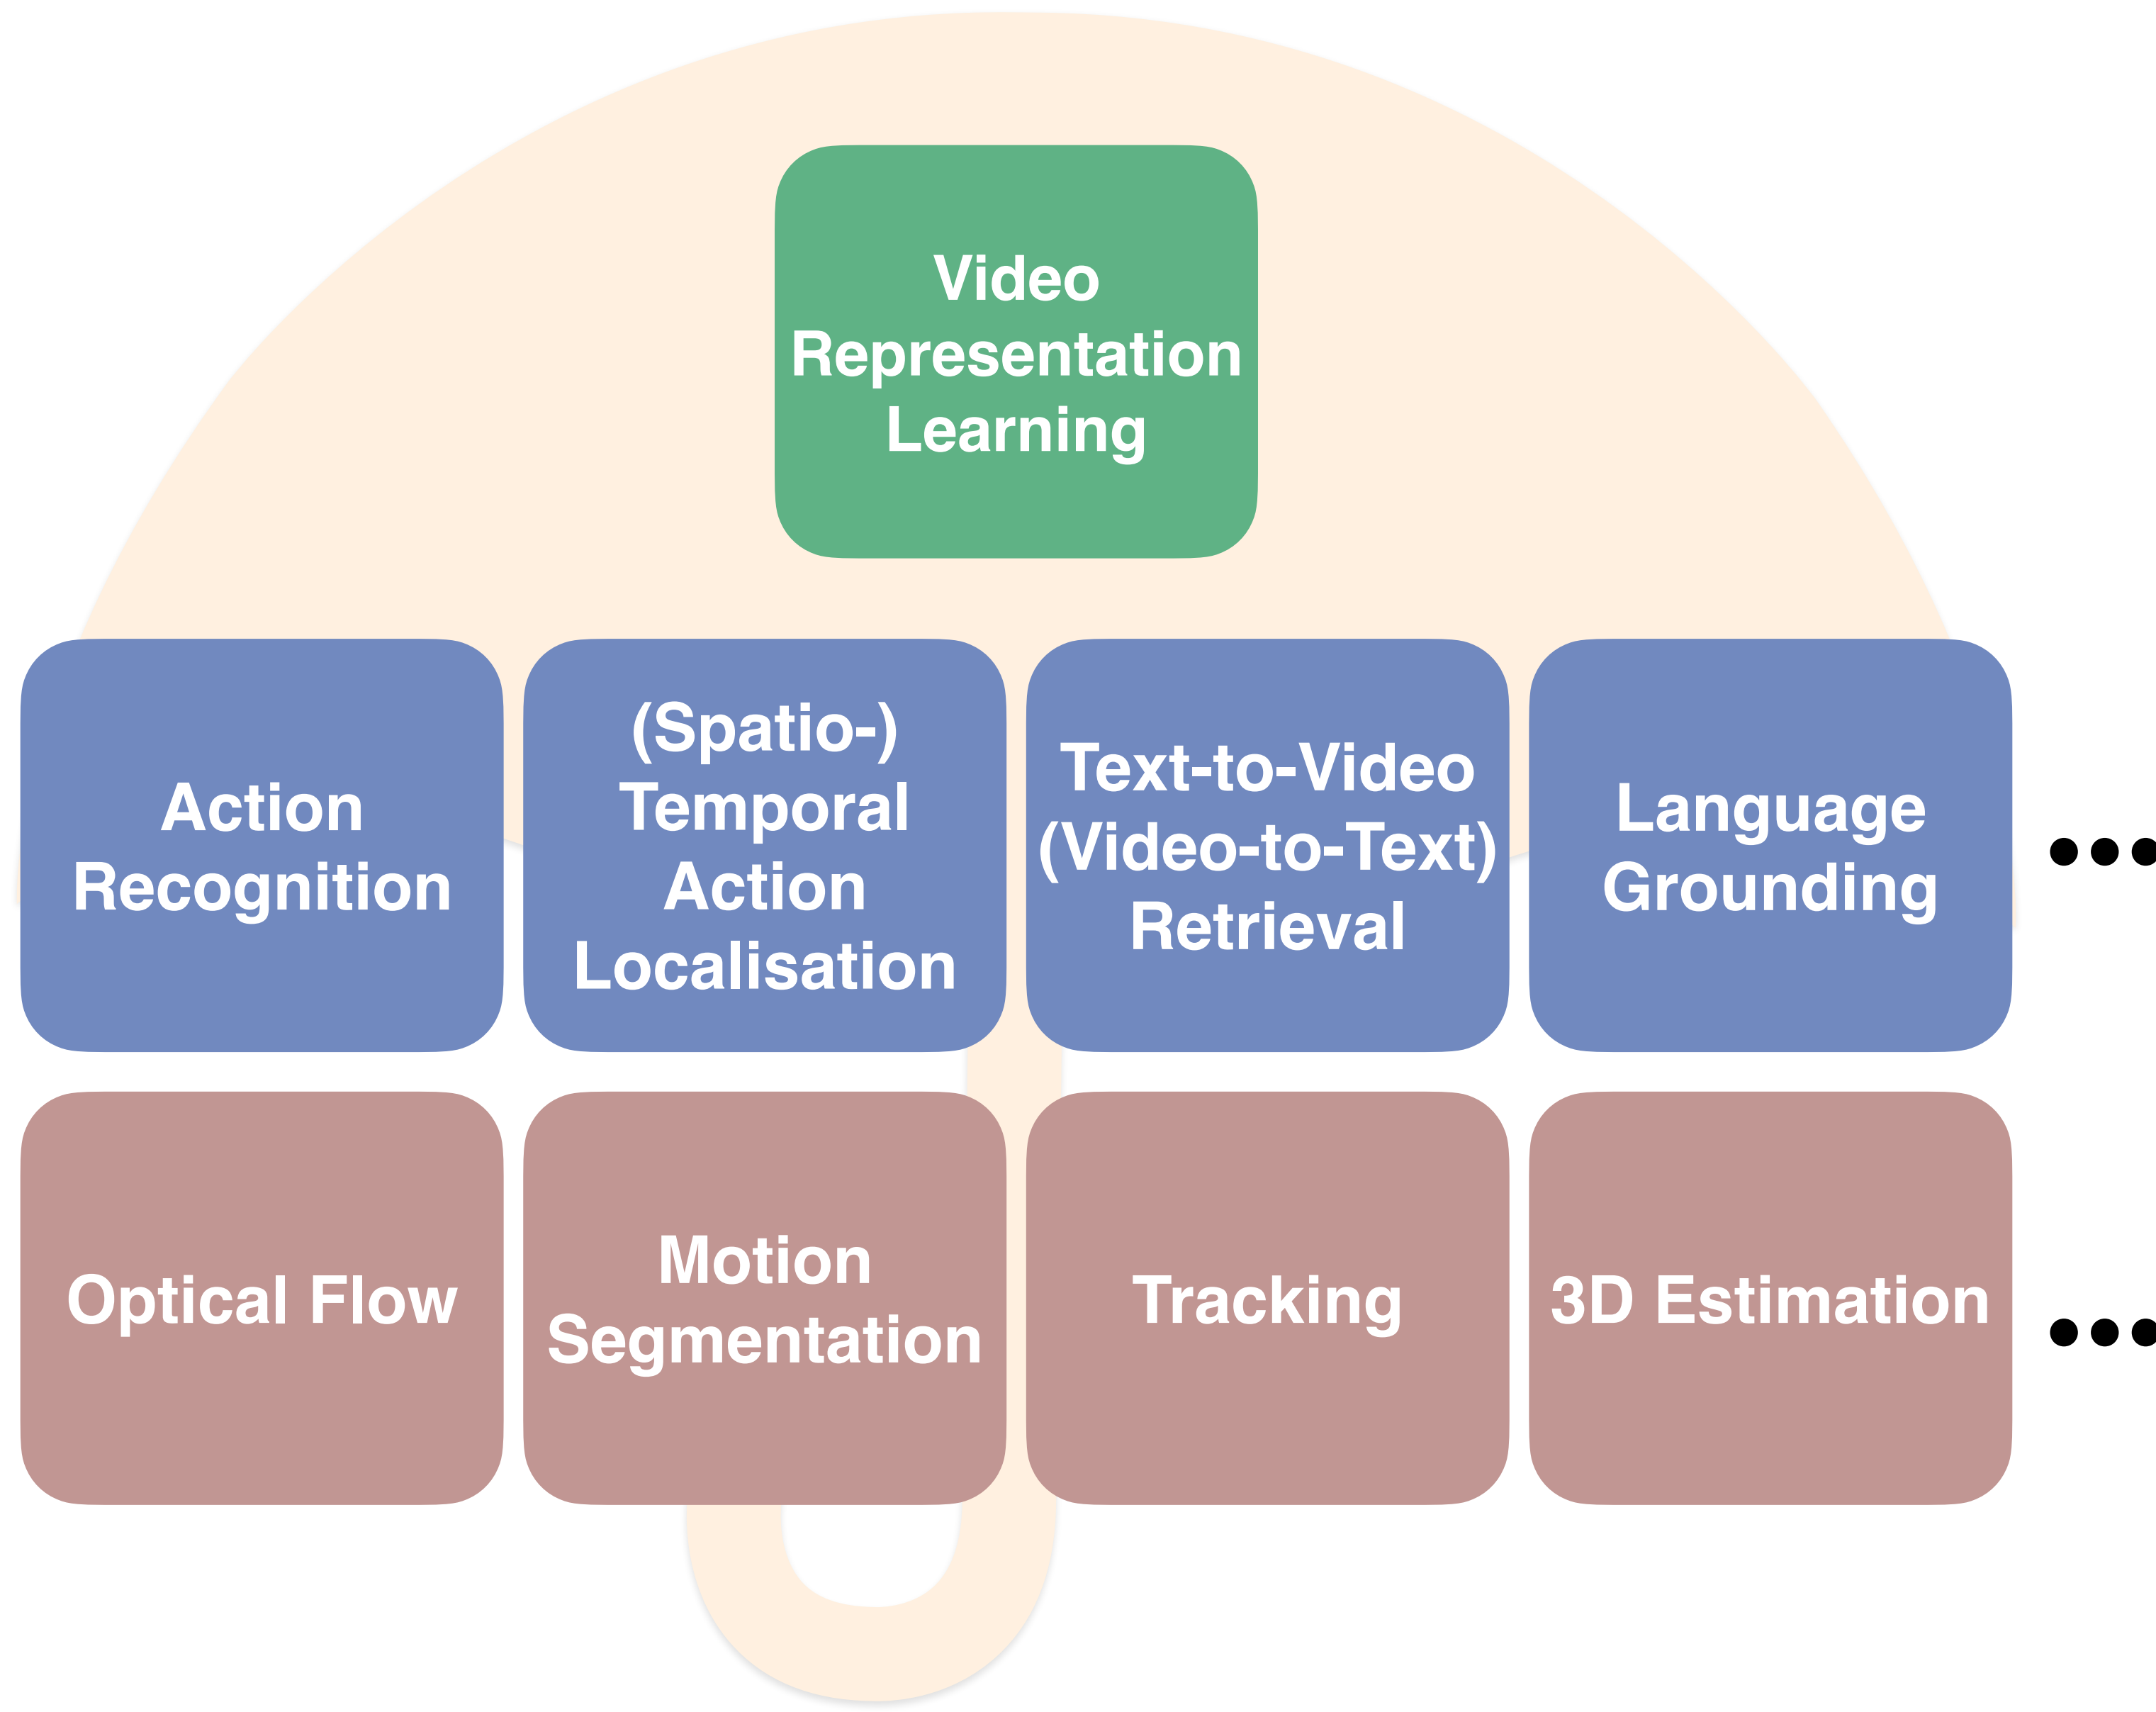 Video
Representation
Learning
Action
Recognition
(Spatio-)
Temporal
Action
Localisation
Text-to-Video
(Video-to-Text)
Retrieval
Language
Grounding
Optical Flow
Motion
Segmentation
Tracking
3D Estimation